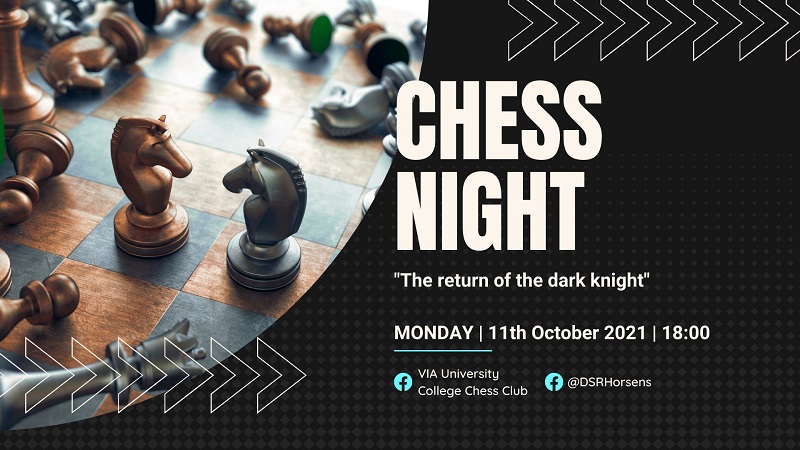 CHESS
NIGHT
"The return of the dark knight"
MONDAY | 11th October 2021 | 18:00
VIA University
College Chess Club
@DSRHorsens